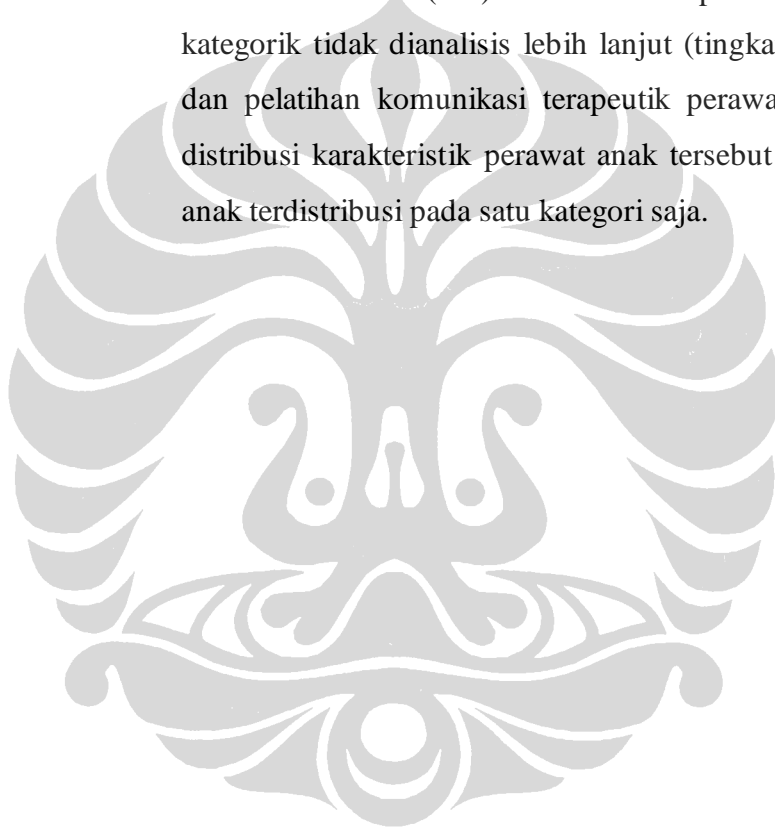 kategorik tidak dianalisis lebih lanjut (tingka
dan pelatihan komunikasi terapeutik perawa
distribusi karakteristik perawat anak tersebut
anak terdistribusi pada satu kategori saja.